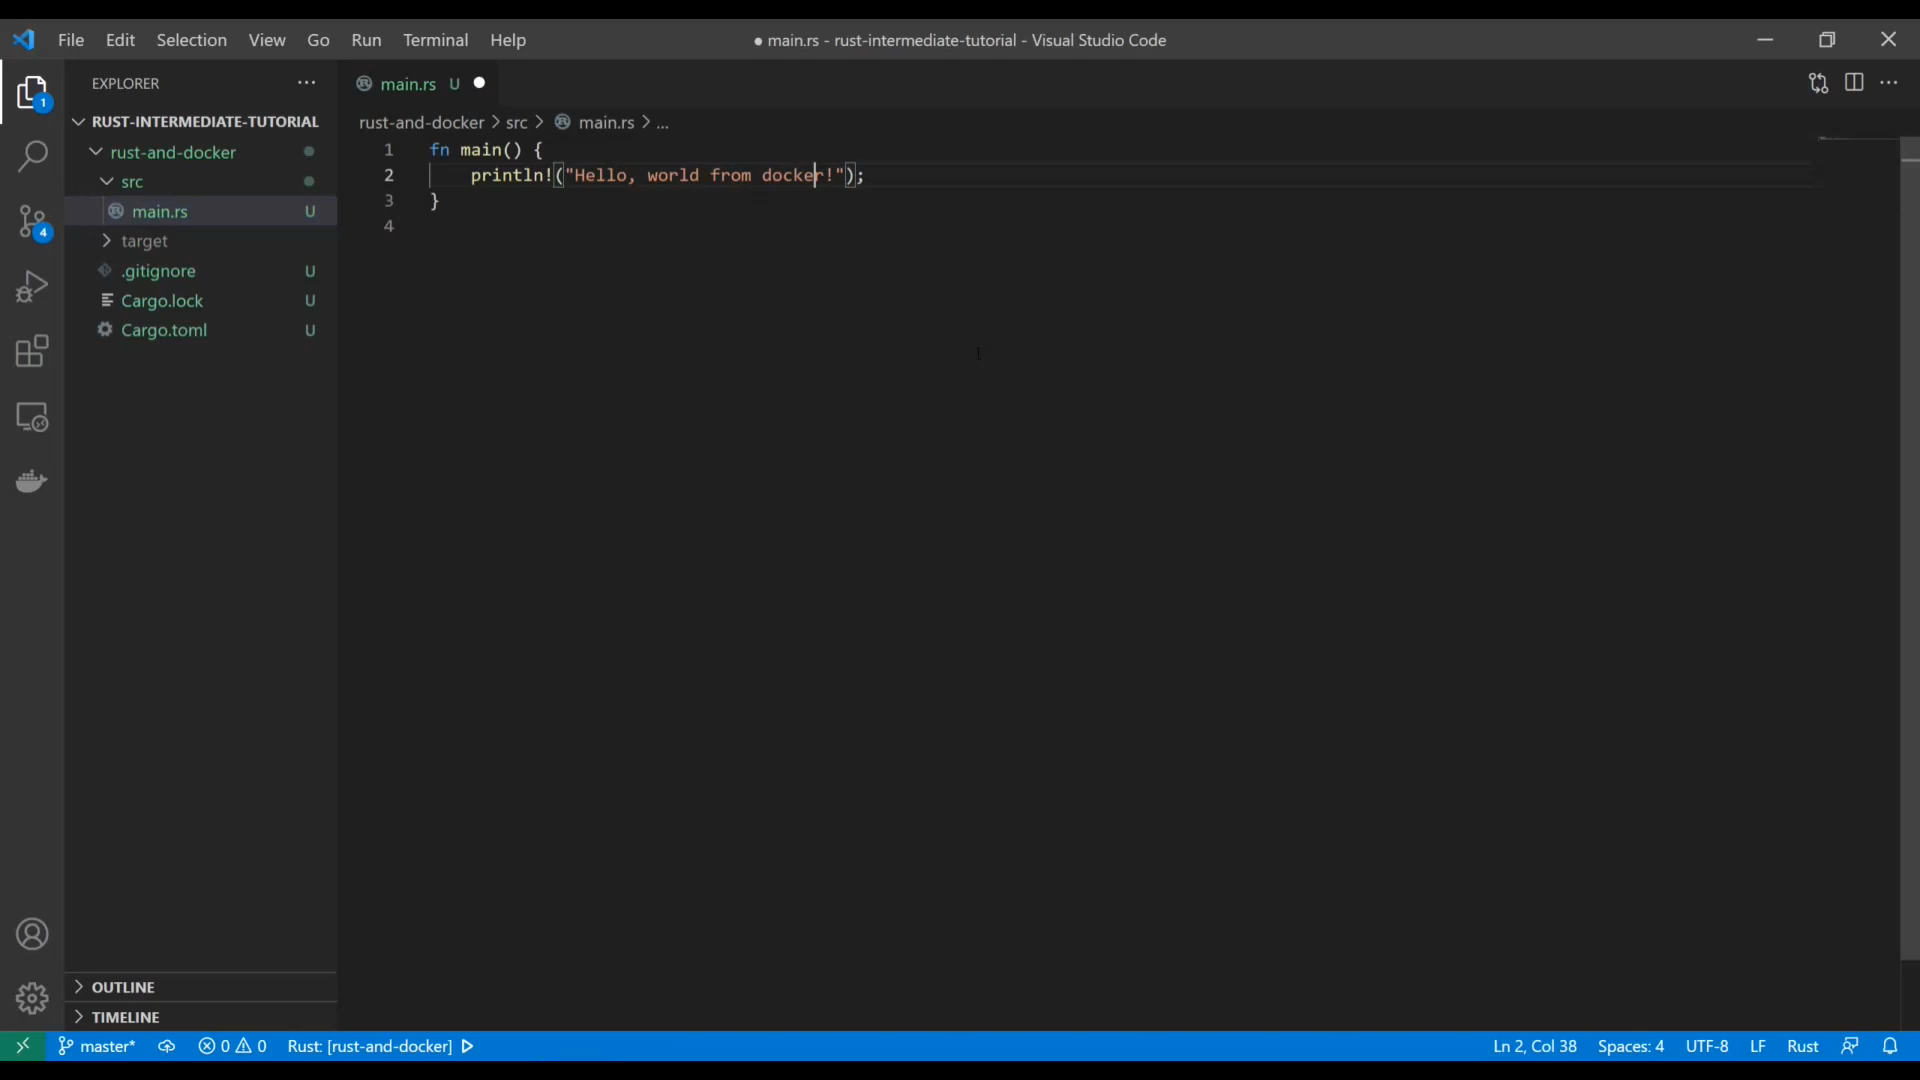 File Edit Selection View Go Run Terminal Help ● main.rs - rust-intermediate-tutorial - Visual Studio Code
EXPLORER
main.rs U
1
RUST-INTERMEDIATE-TUTORIAL
rust-and-docker
src
main.rs U
target
.gitignore U
Cargo.lock U
Cargo.toml U
4
rust-and-docker > src > main.rs > ...
1 fn main() {
2     println!("Hello, world from docker!");
3 }
4
OUTLINE
TIMELINE
master* 0 0 Rust: [rust-and-docker] Ln 2, Col 38 Spaces: 4 UTF-8 LF Rust